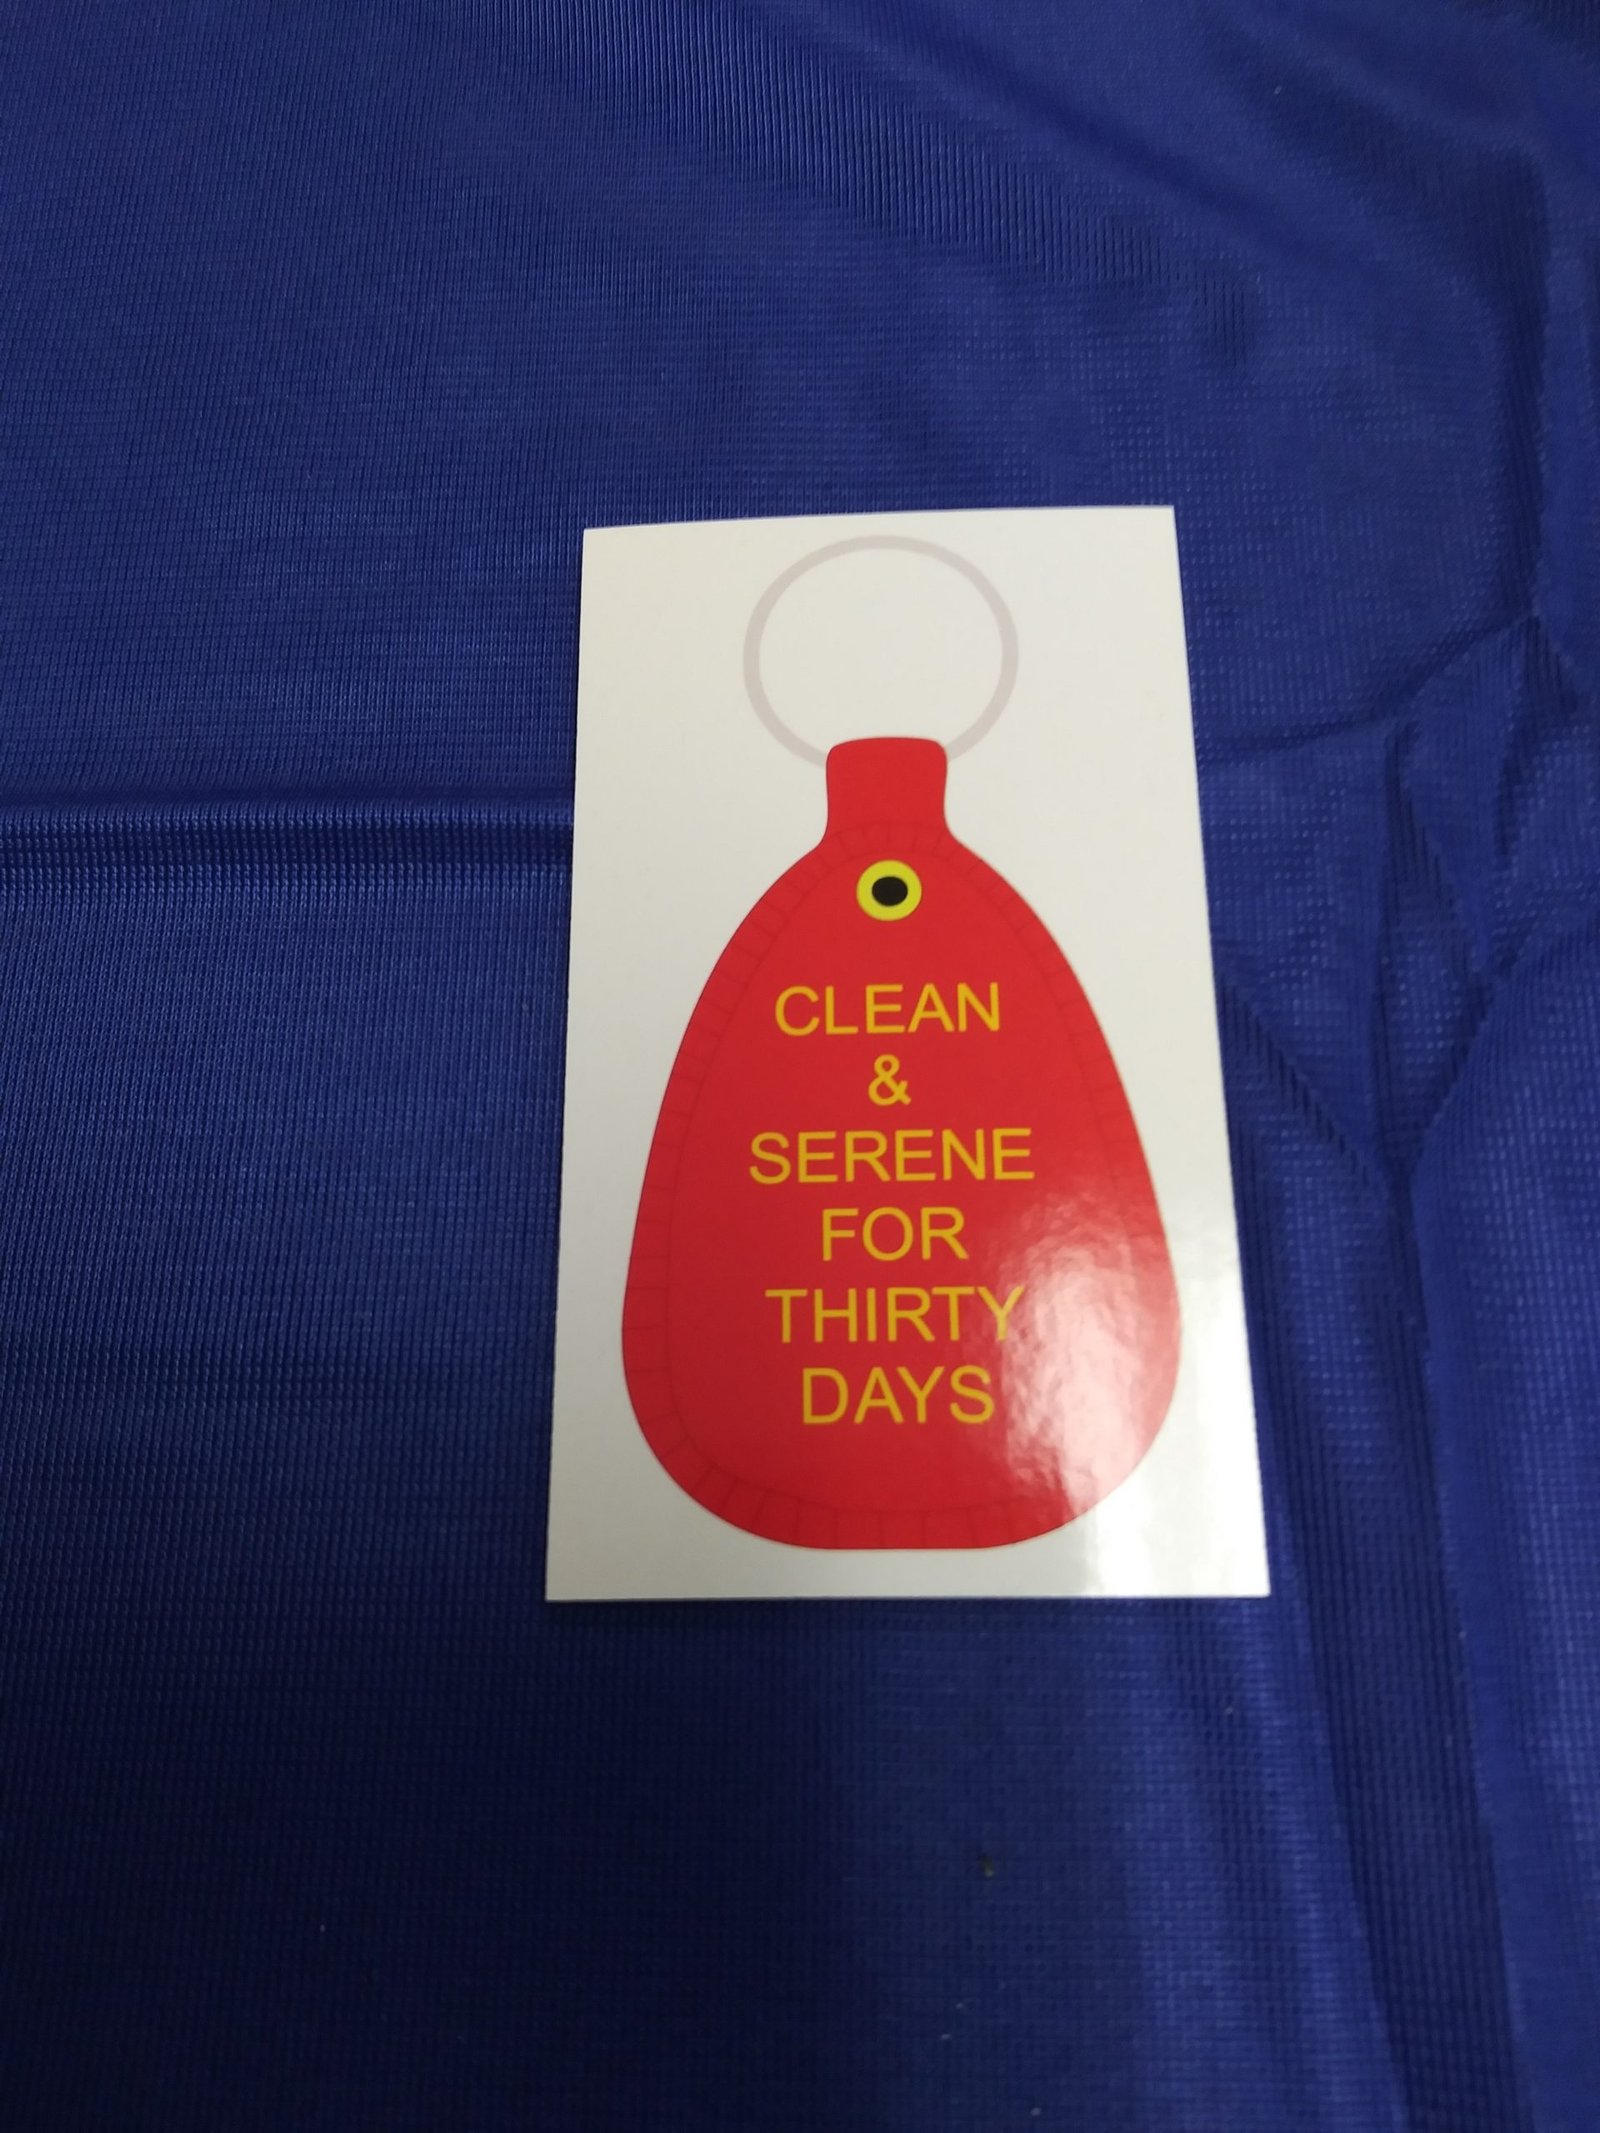 CLEAN
&
SERENE
FOR
THIRTY
DAYS